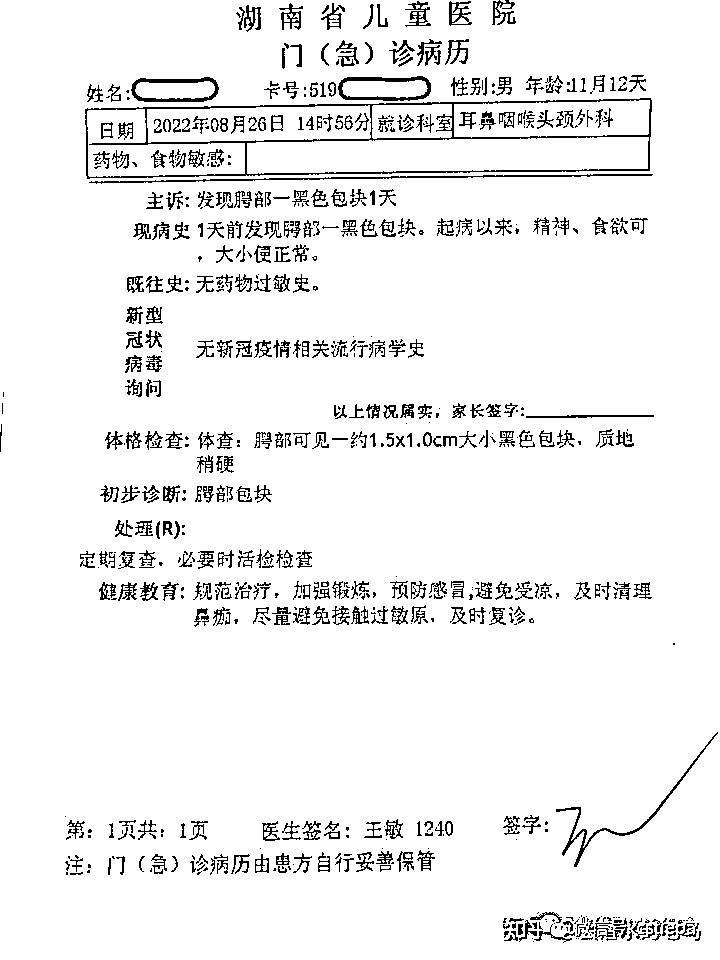 湖南省儿童医院
门（急）诊病历
姓名: 卡号:519 性别:男 年龄:11月12天
日期 2022年08月26日 14时56分 就诊科室 耳鼻咽喉头颈外科
药物、食物敏感:
主诉: 发现腭部一黑色包块1天
现病史 1天前发现腭部一黑色包块。起病以来，精神、食欲可
，大小便正常。
既往史: 无药物过敏史。
新型
冠状
病毒
询问
无新冠疫情相关流行病学史
以上情况属实，家长签字:
体格检查: 体查：腭部可见一约1.5x1.0cm大小黑色包块，质地
稍硬
初步诊断: 腭部包块
处理(R):
定期复查，必要时活检检查
健康教育: 规范治疗，加强锻炼，预防感冒,避免受凉，及时清理
鼻痂，尽量避免接触过敏原，及时复诊。
第：1页共：1页 医生签名：王敏 1240 签字:
注：门（急）诊病历由患方自行妥善保管
知乎